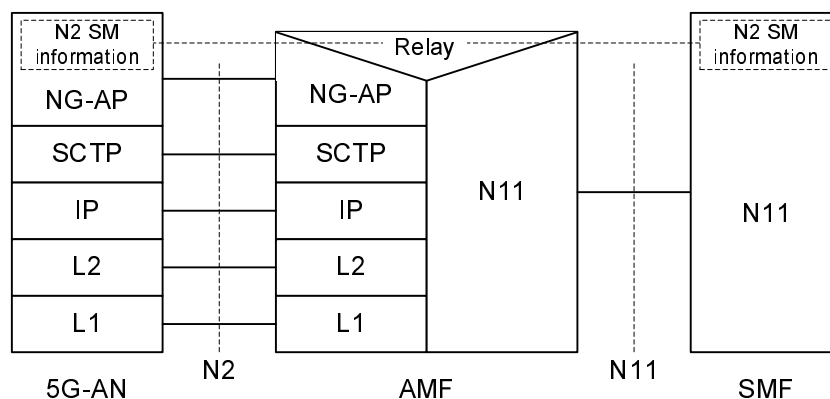 N2 SM
information
Relay
N2 SM
information
NG-AP
NG-AP
SCTP
SCTP
N11
IP
IP
N11
L2
L2
L1
L1
N2
N11
5G-AN
AMF
SMF